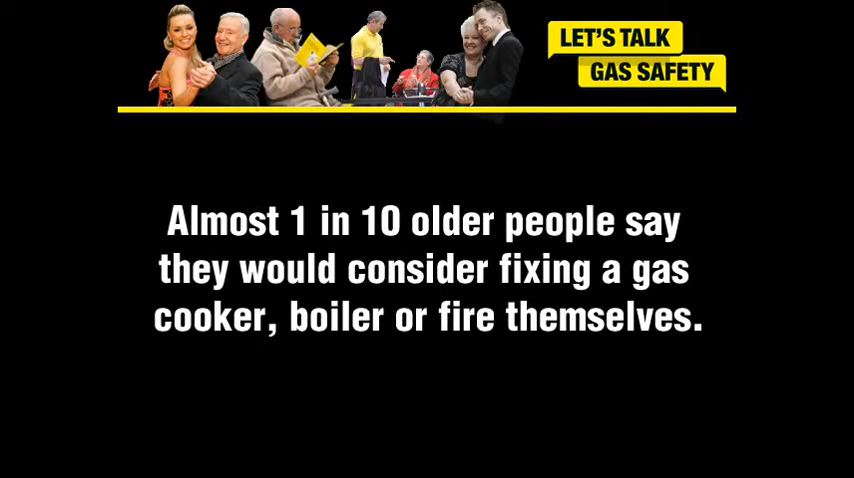 LET'S TALK
GAS SAFETY
Almost 1 in 10 older people say
they would consider fixing a gas
cooker, boiler or fire themselves.